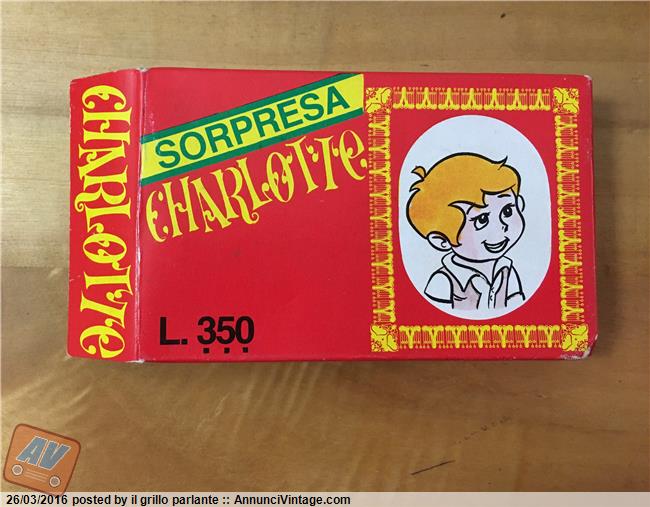 CHARLOTTE
SORPRESA
CHARLOTTE
L. 350
AV
26/03/2016 posted by il grillo parlante :: AnnunciVintage.com